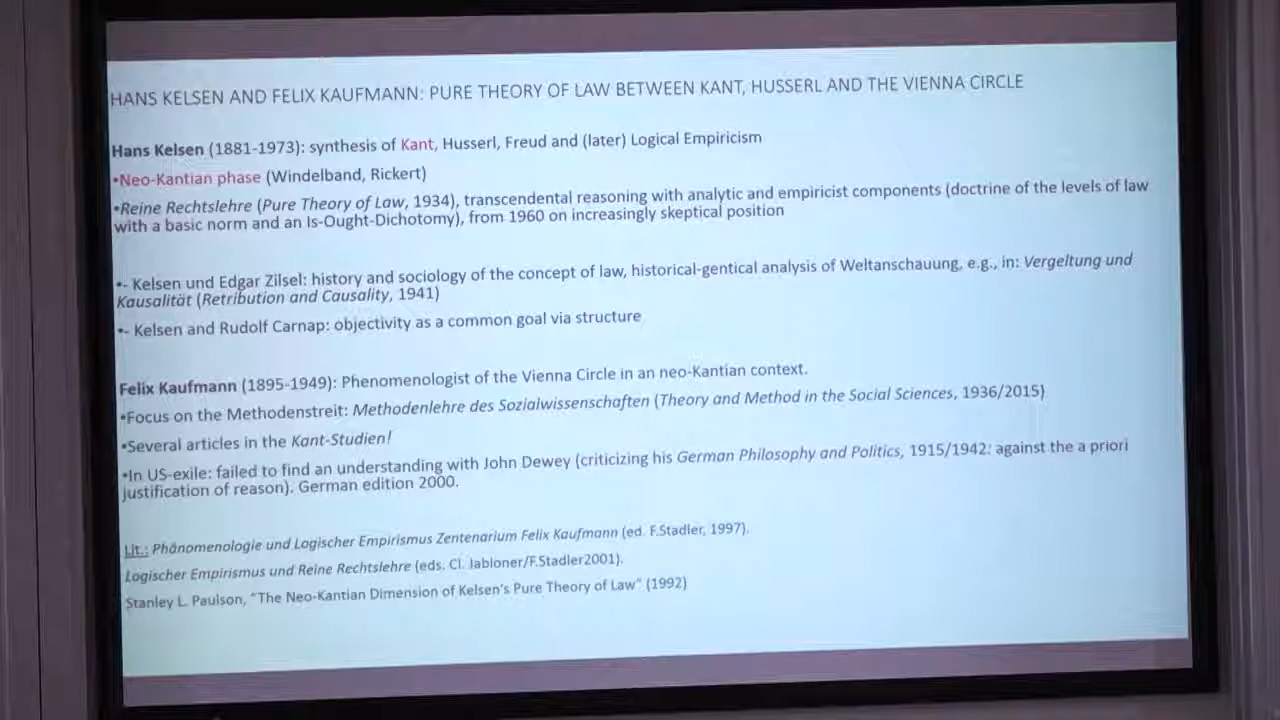 HANS KELSEN AND FELIX KAUFMANN: PURE THEORY OF LAW BETWEEN KANT, HUSSERL AND THE VIENNA CIRCLE
Hans Kelsen (1881-1973): synthesis of Kant, Husserl, Freud and (later) Logical Empiricism
•Neo-Kantian phase (Windelband, Rickert)
•Reine Rechtslehre (Pure Theory of Law, 1934), transcendental reasoning with analytic and empiricist components (doctrine of the levels of law
with a basic norm and an Is-Ought-Dichotomy), from 1960 on increasingly skeptical position
•- Kelsen und Edgar Zilsel: history and sociology of the concept of law, historical-gentical analysis of Weltanschauung, e.g., in: Vergeltung und
Kausalität (Retribution and Causality, 1941)
•- Kelsen and Rudolf Carnap: objectivity as a common goal via structure
Felix Kaufmann (1895-1949): Phenomenologist of the Vienna Circle in an neo-Kantian context.
•Focus on the Methodenstreit: Methodenlehre des Sozialwissenschaften (Theory and Method in the Social Sciences, 1936/2015)
•Several articles in the Kant-Studien!
•In US-exile: failed to find an understanding with John Dewey (criticizing his German Philosophy and Politics, 1915/1942: against the a priori
justification of reason). German edition 2000.
Lit.: Phänomenologie und Logischer Empirismus Zentenarium Felix Kaufmann (ed. F.Stadler, 1997).
Logischer Empirismus und Reine Rechtslehre (eds. Cl. Jabloner/F.Stadler2001).
Stanley L. Paulson, "The Neo-Kantian Dimension of Kelsen's Pure Theory of Law" (1992)